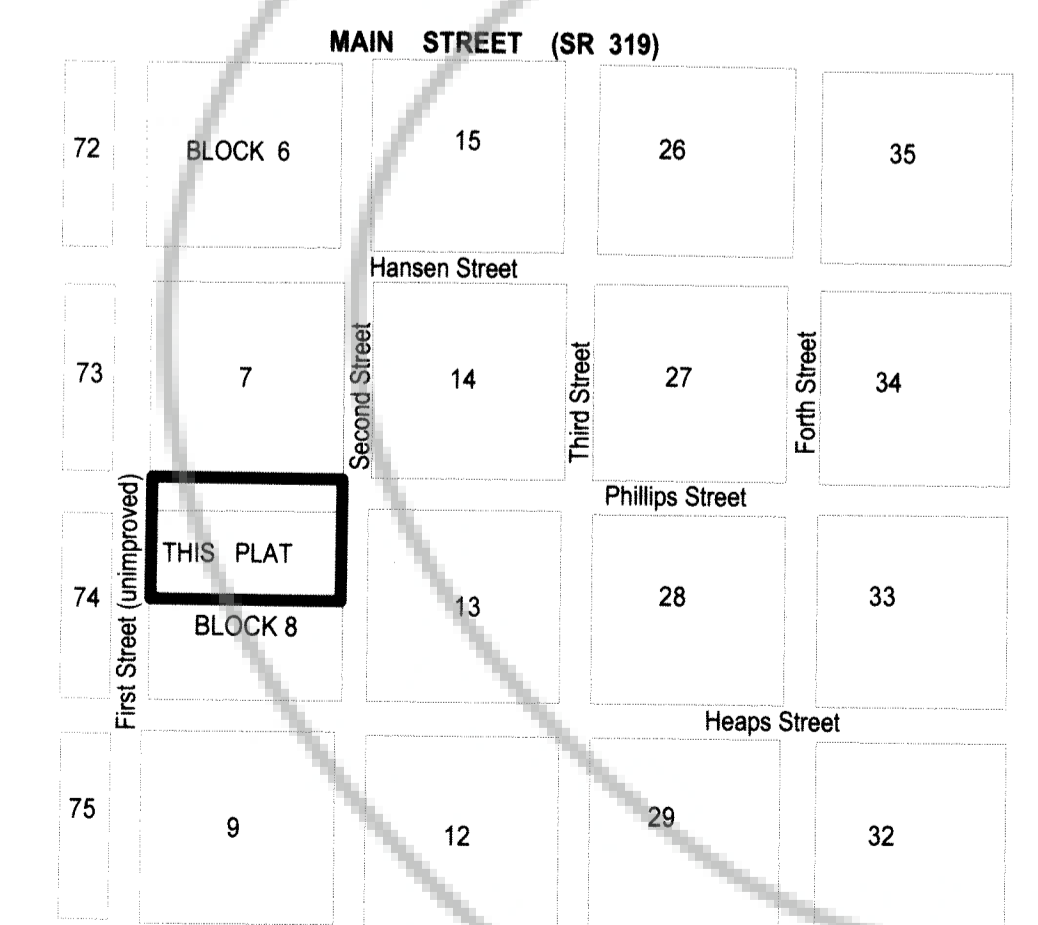 MAIN STREET (SR 319)
72
BLOCK 6
15
26
35
Hansen Street
73
7
Second Street
14
Third Street
27
Forth Street
34
Phillips Street
First Street (unimproved)
THIS PLAT
74
BLOCK 8
13
28
33
Heaps Street
75
9
12
29
32